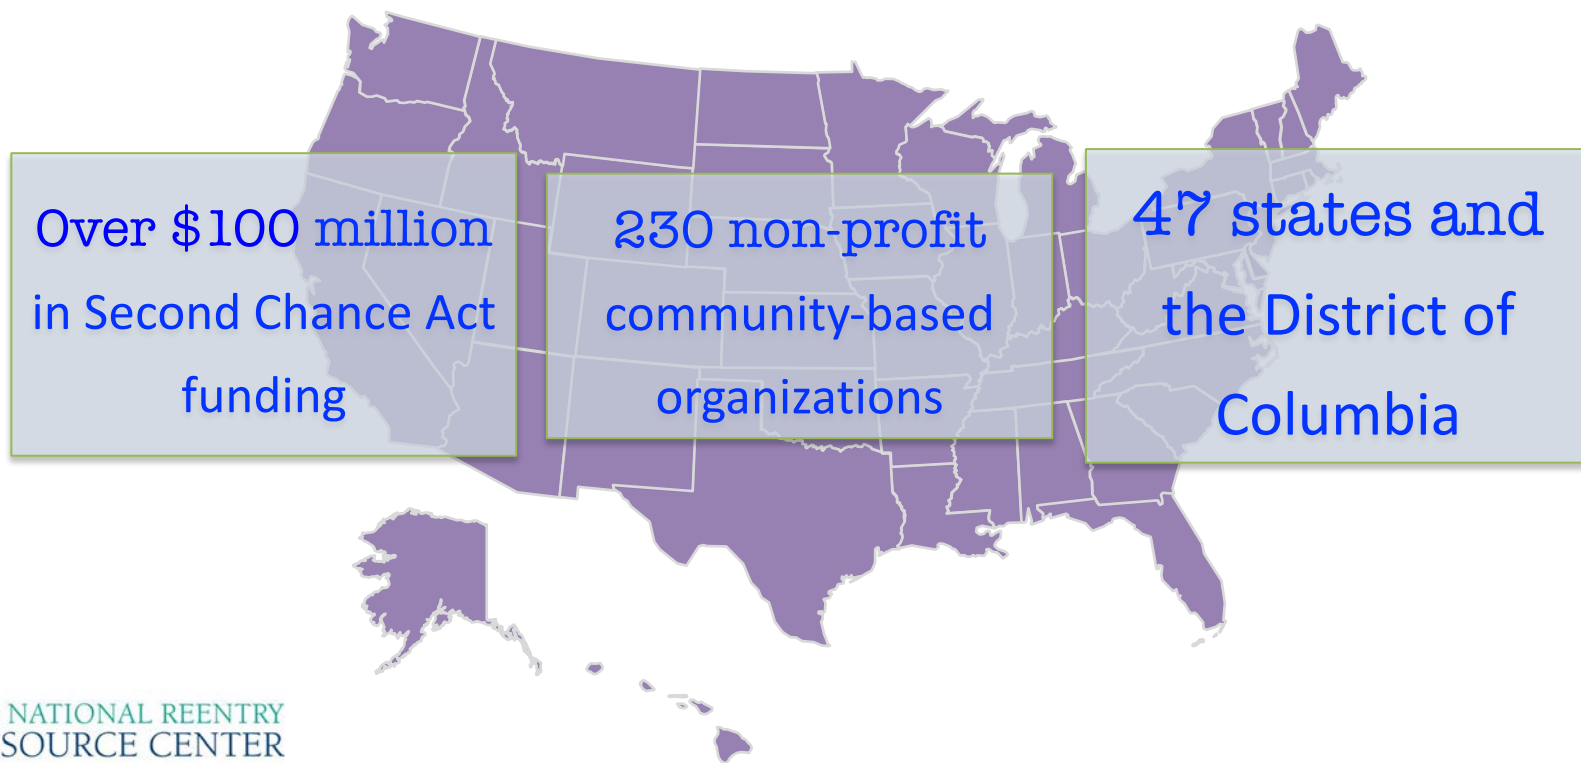 Over $100 million
in Second Chance Act
funding
230 non-profit
community-based
organizations
47 states and
the District of
Columbia
NATIONAL REENTRY
SOURCE CENTER